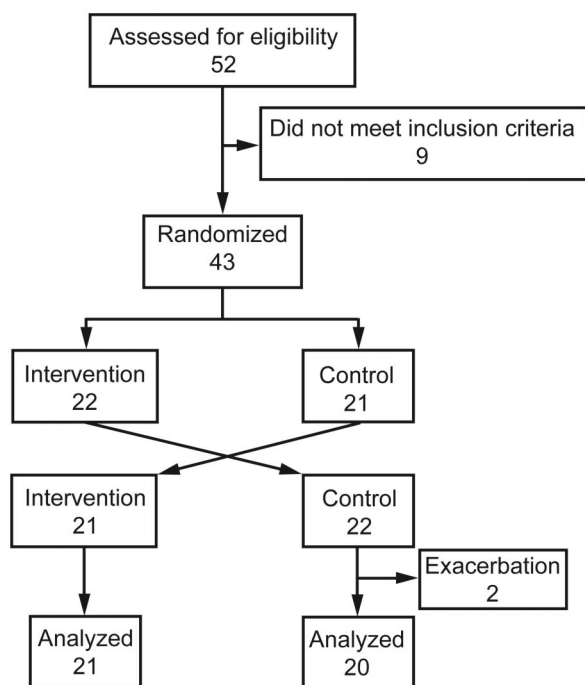 Assessed for eligibility
52
Did not meet inclusion criteria
9
Randomized
43
Intervention
22
Control
21
Intervention
21
Control
22
Exacerbation
2
Analyzed
21
Analyzed
20